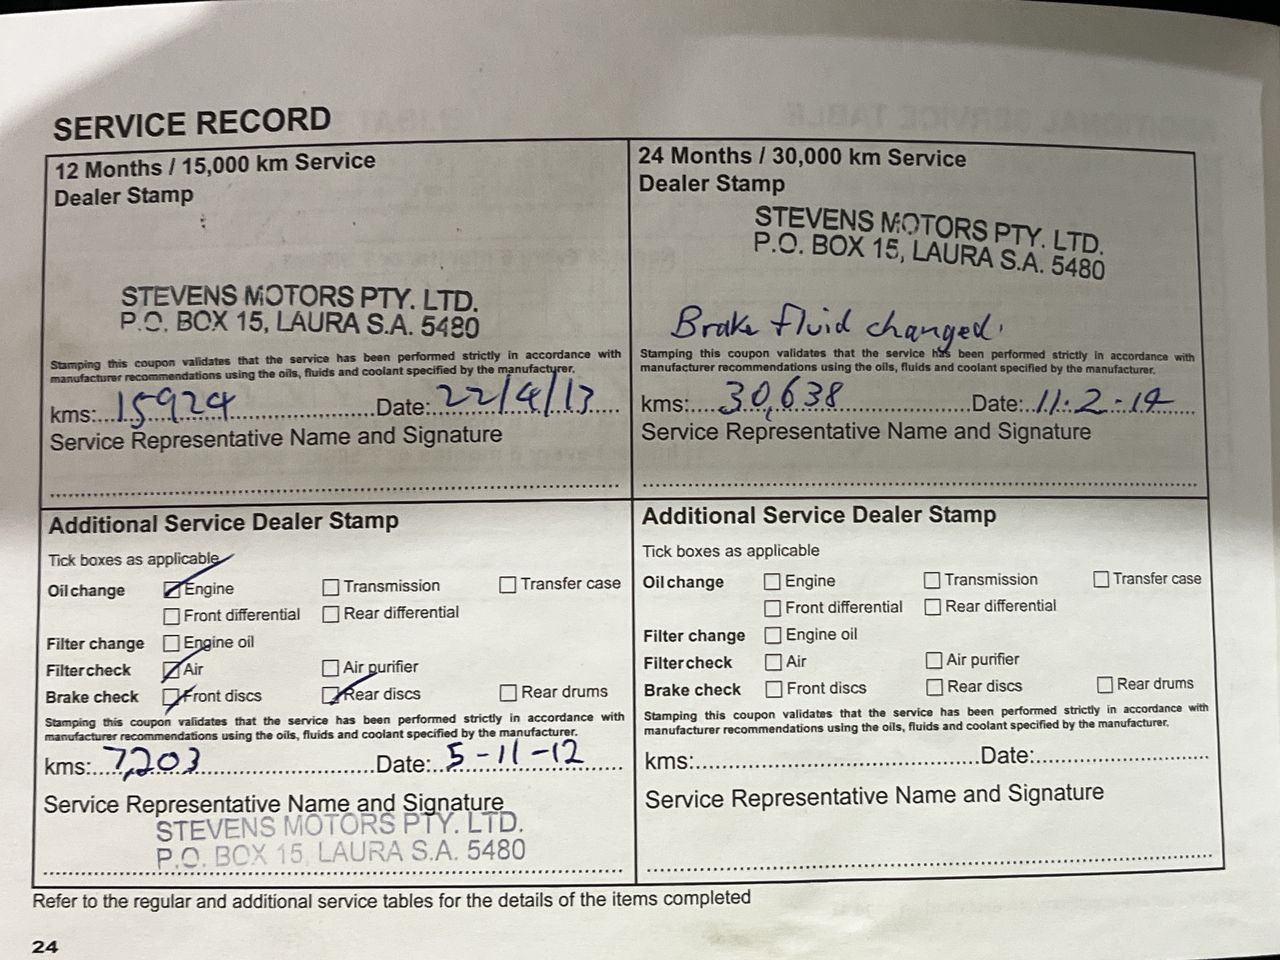 SERVICE RECORD
12 Months / 15,000 km Service
Dealer Stamp
STEVENS MOTORS PTY. LTD.
P.O. BOX 15, LAURA S.A. 5480
Stamping this coupon validates that the service has been performed strictly in accordance with
manufacturer recommendations using the oils, fluids and coolant specified by the manufacturer.
kms: 15924 Date: 22/4/13
Service Representative Name and Signature
24 Months / 30,000 km Service
Dealer Stamp
STEVENS MOTORS PTY. LTD.
P.O. BOX 15, LAURA S.A. 5480
Brake fluid changed.
Stamping this coupon validates that the service has been performed strictly in accordance with
manufacturer recommendations using the oils, fluids and coolant specified by the manufacturer.
kms: 30,638 Date: 11.2.14
Service Representative Name and Signature
Additional Service Dealer Stamp
Tick boxes as applicable
Oil change Engine Transmission Transfer case
Front differential Rear differential
Filter change Engine oil
Filter check Air Air purifier
Brake check Front discs Rear discs Rear drums
Stamping this coupon validates that the service has been performed strictly in accordance with
manufacturer recommendations using the oils, fluids and coolant specified by the manufacturer.
kms: 7,203 Date: 5-11-12
Service Representative Name and Signature
STEVENS MOTORS PTY. LTD.
P.O. BOX 15, LAURA S.A. 5480
Additional Service Dealer Stamp
Tick boxes as applicable
Oil change Engine Transmission Transfer case
Front differential Rear differential
Filter change Engine oil
Filter check Air Air purifier
Brake check Front discs Rear discs Rear drums
Stamping this coupon validates that the service has been performed strictly in accordance with
manufacturer recommendations using the oils, fluids and coolant specified by the manufacturer.
kms: Date:
Service Representative Name and Signature
Refer to the regular and additional service tables for the details of the items completed
24